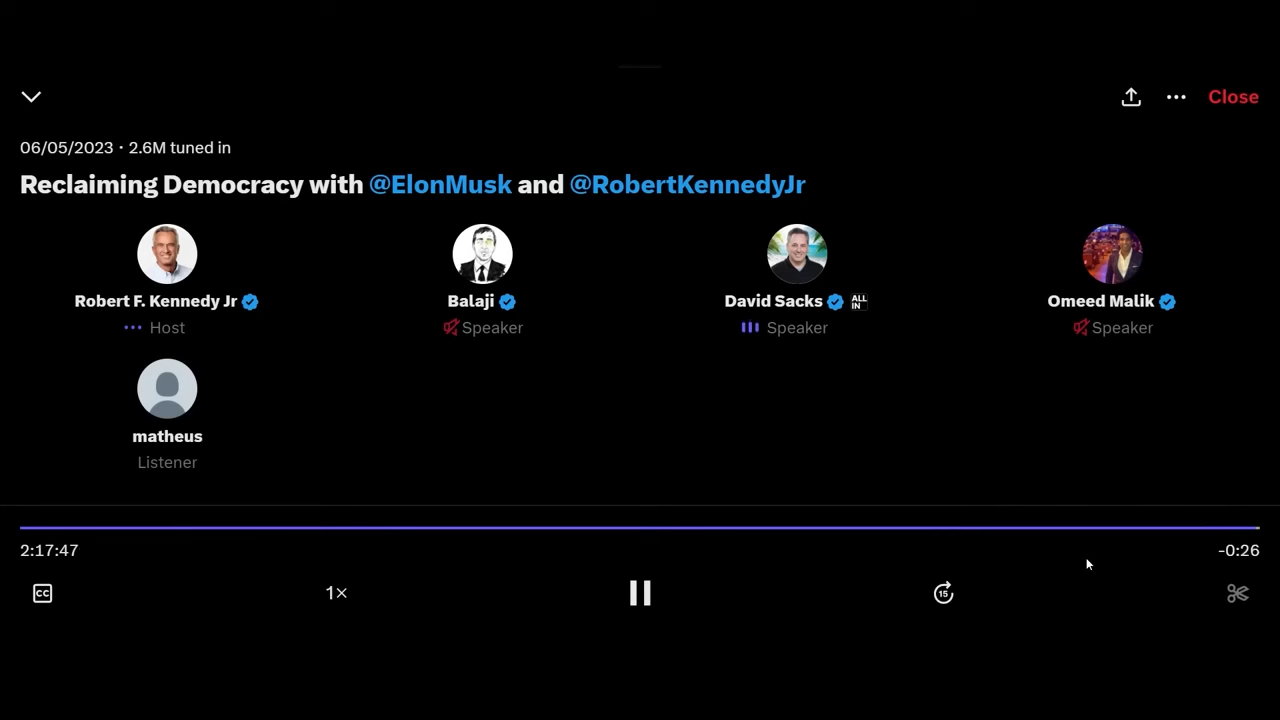 Close
06/05/2023 · 2.6M tuned in
Reclaiming Democracy with @ElonMusk and @RobertKennedyJr
Robert F. Kennedy Jr
Host
Balaji
Speaker
David Sacks ALL IN
Speaker
Omeed Malik
Speaker
matheus
Listener
2:17:47
-0:26
CC
1×
15